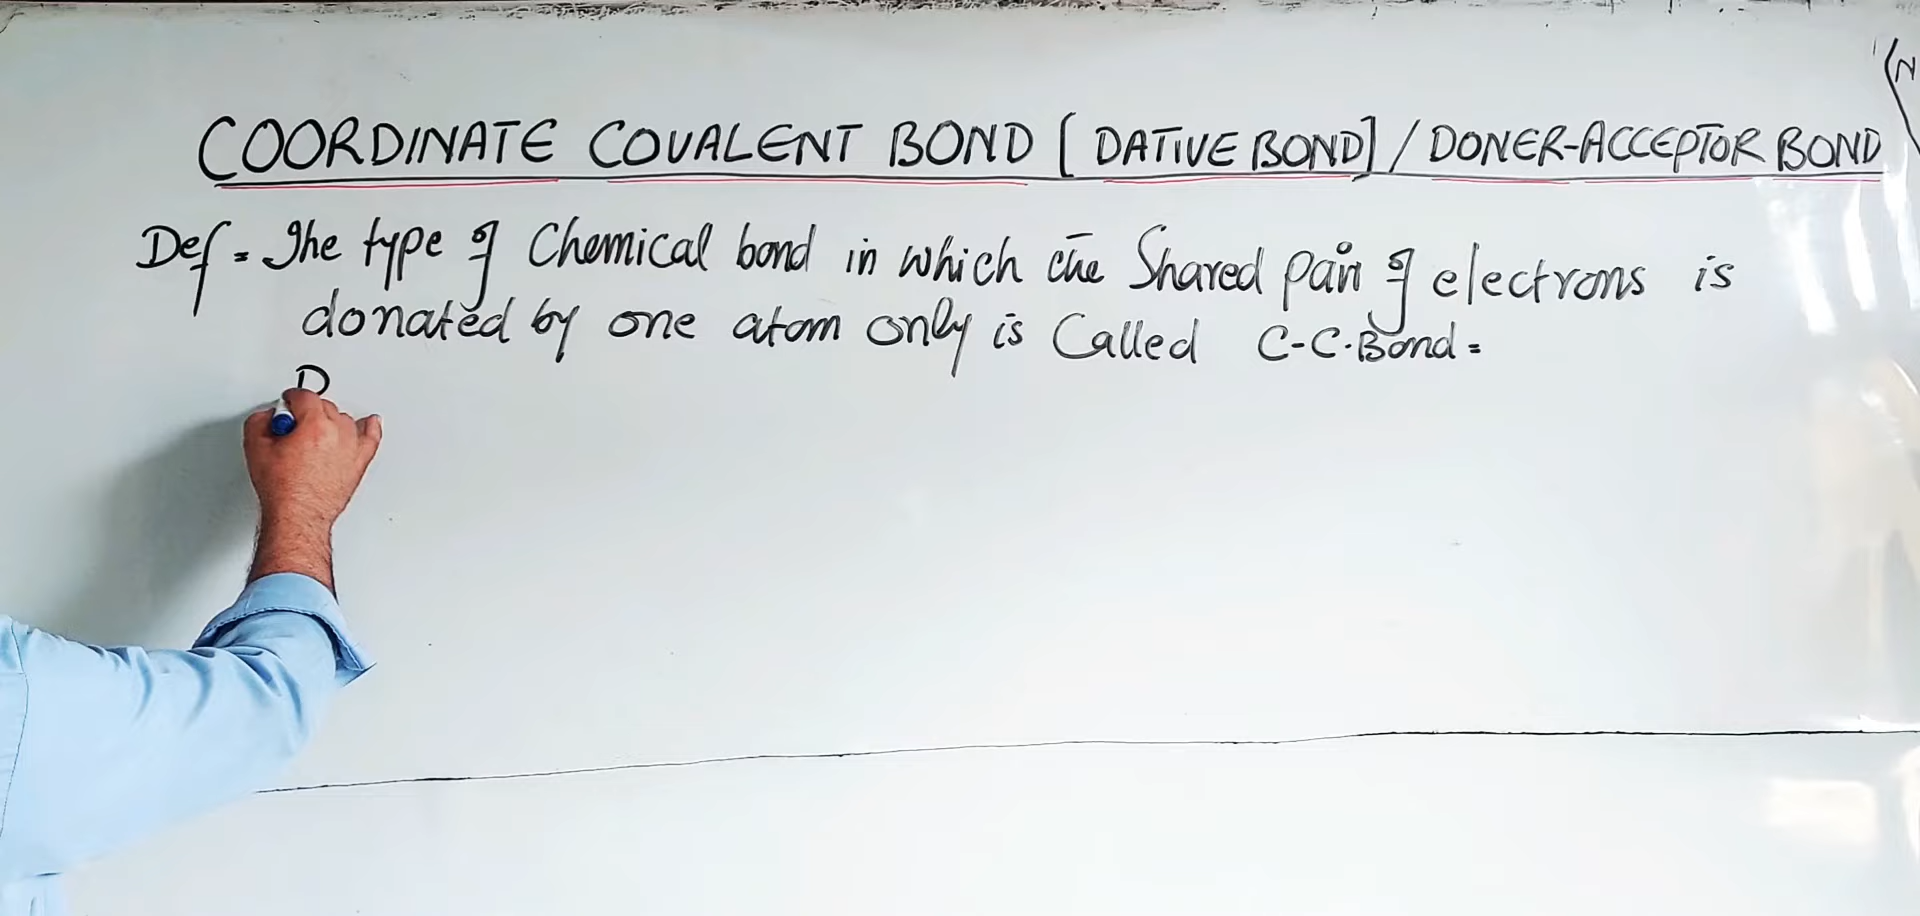 COORDINATE COVALENT BOND [DATIVE BOND] / DONER-ACCEPTOR BOND
Def = The type of Chemical bond in which the Shared pair of electrons is
donated by one atom only is Called C-C.Bond =
D
N